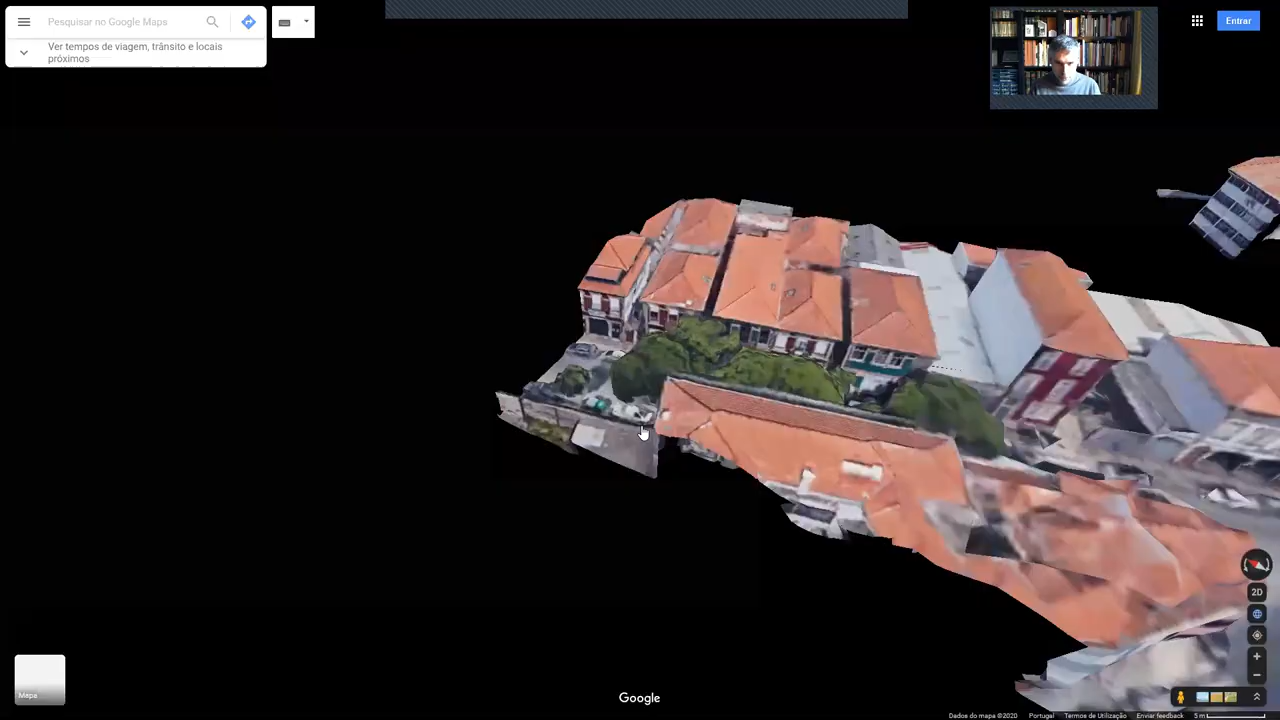 Pesquisar no Google Maps
Entrar
Ver tempos de viagem, trânsito e locais
próximos
2D
Mapa
Google
Dados do mapa ©2020 Portugal Termos de Utilização Enviar feedback 5 m